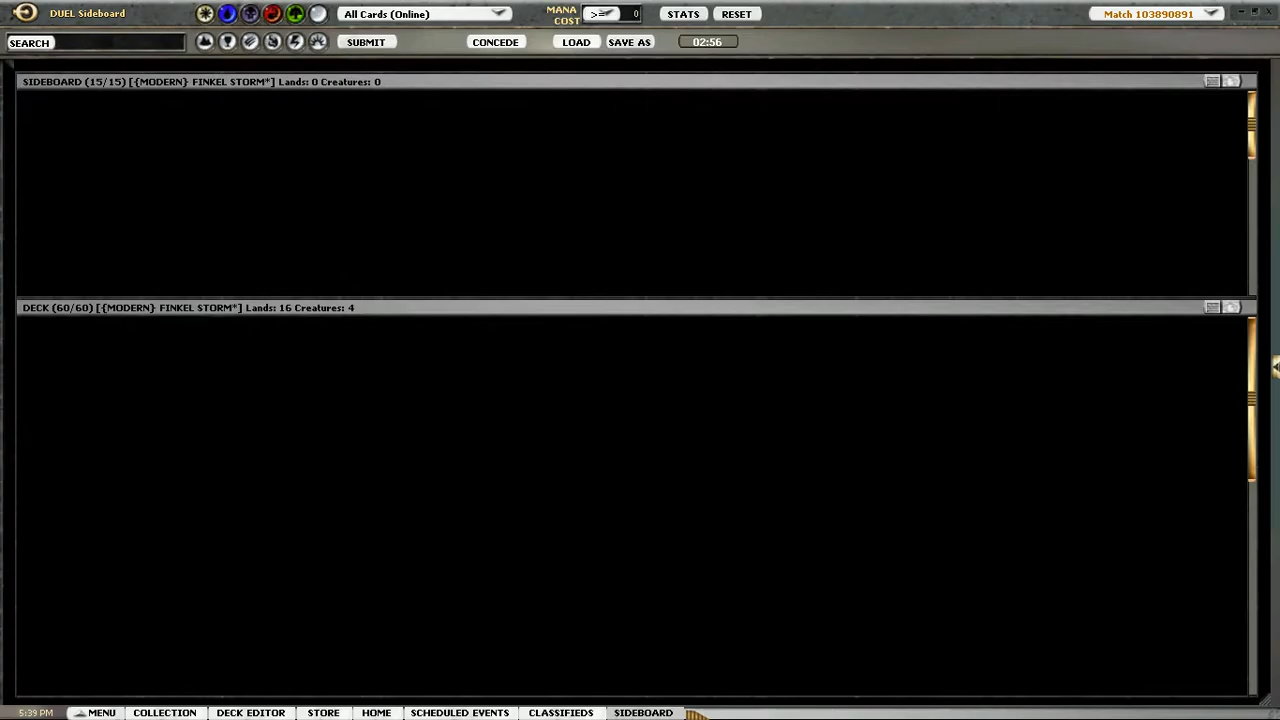 DUEL Sideboard
All Cards (Online)
MANA COST
>=
0
STATS
RESET
Match 103890891
SEARCH
SUBMIT
CONCEDE
LOAD
SAVE AS
02:56
SIDEBOARD (15/15) [{MODERN} FINKEL STORM*] Lands: 0 Creatures: 0
DECK (60/60) [{MODERN} FINKEL STORM*] Lands: 16 Creatures: 4
5:39 PM
MENU
COLLECTION
DECK EDITOR
STORE
HOME
SCHEDULED EVENTS
CLASSIFIEDS
SIDEBOARD